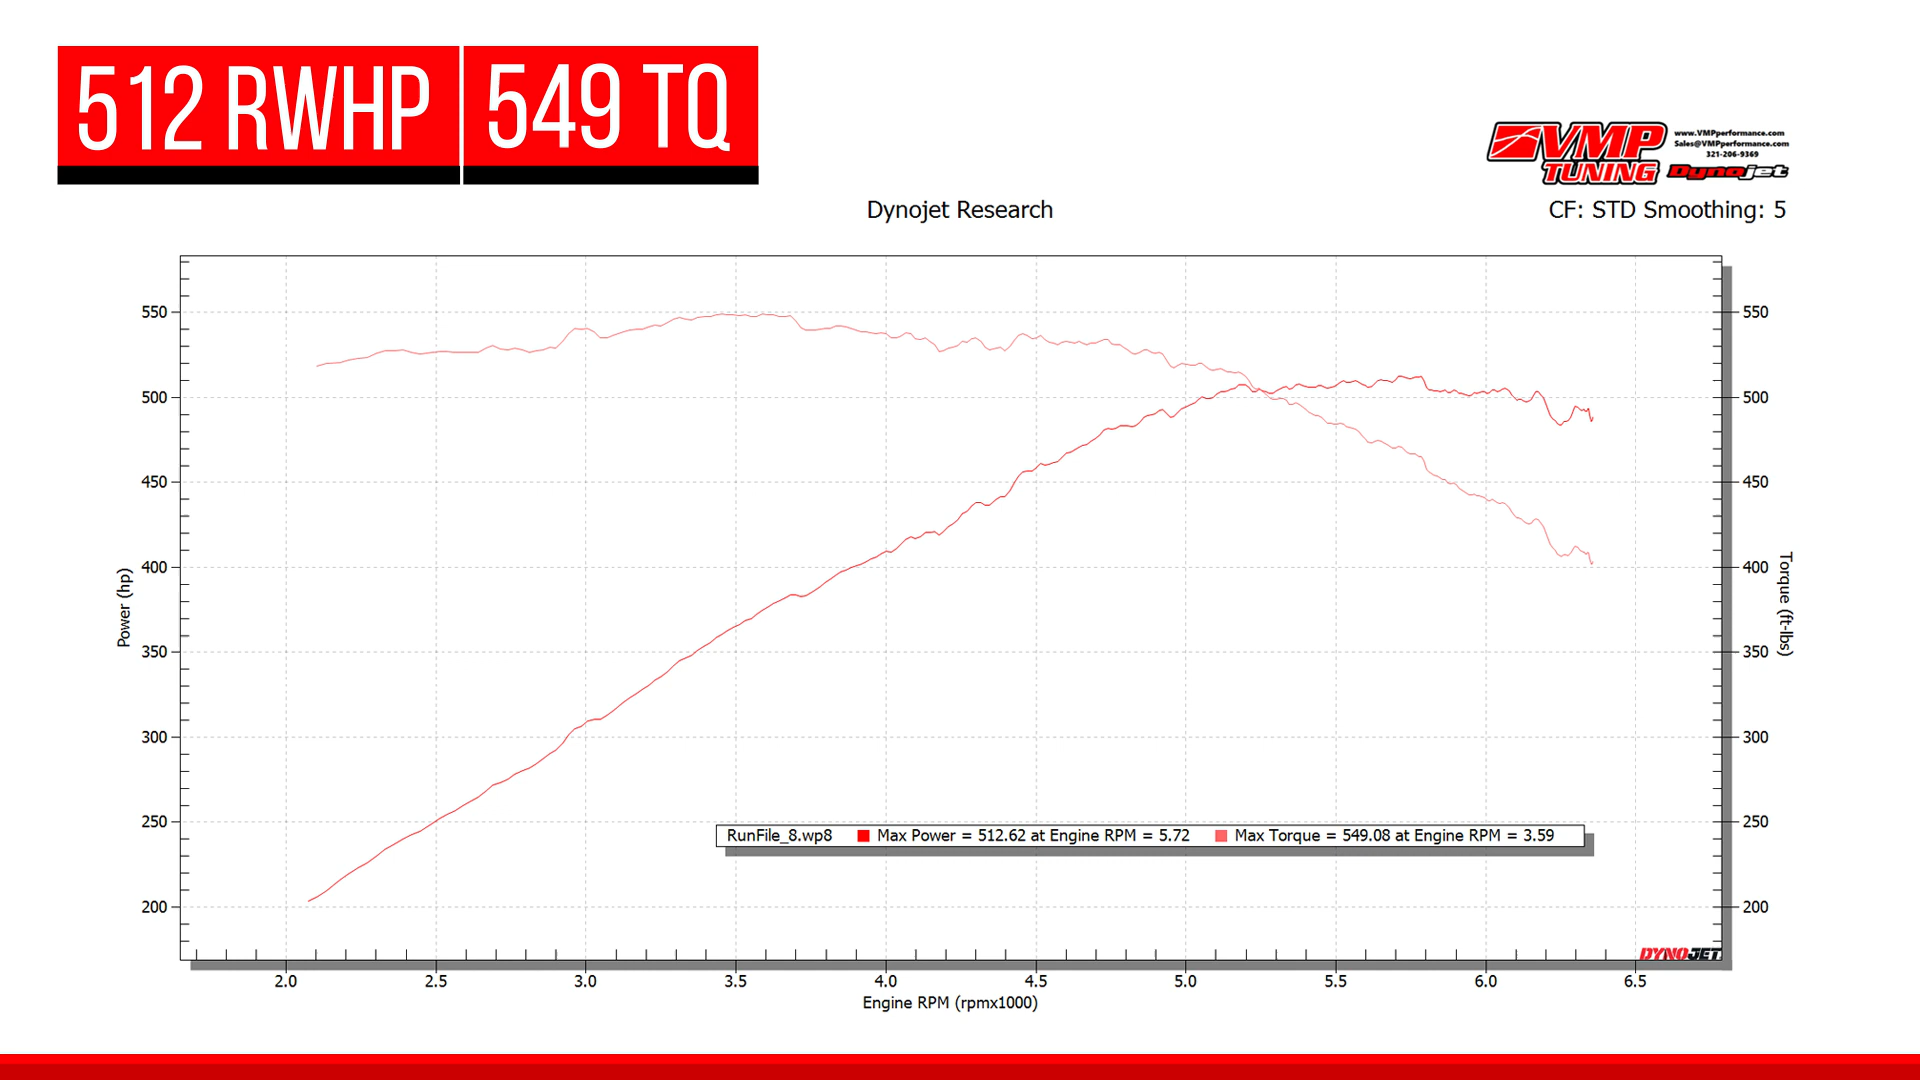 512 RWHP 549 TQ
VMP TUNING
www.VMPperformance.com
Sales@VMPperformance.com
321-206-9369
Dynojet
Dynojet Research
CF: STD Smoothing: 5
550 550
500 500
450 450
400 400
350 350
300 300
250 250
200 200
Power (hp)
Torque (ft-lbs)
RunFile_8.wp8 Max Power = 512.62 at Engine RPM = 5.72 Max Torque = 549.08 at Engine RPM = 3.59
DYNOJET
2.0 2.5 3.0 3.5 4.0 4.5 5.0 5.5 6.0 6.5
Engine RPM (rpmx1000)